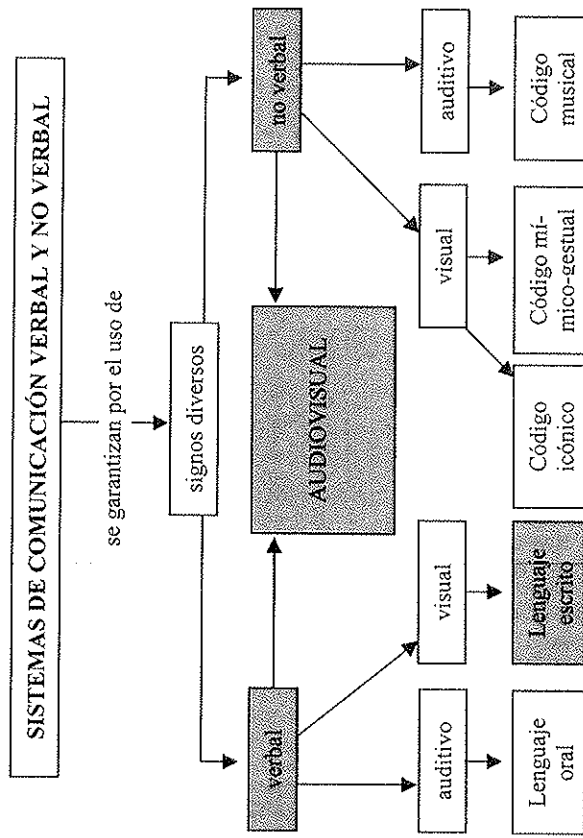 SISTEMAS DE COMUNICACIÓN VERBAL Y NO VERBAL
se garantizan por el uso de
signos diversos
verbal
no verbal
AUDIOVISUAL
auditivo
visual
visual
auditivo
Lenguaje
oral
Lenguaje
escrito
Código
icónico
Código mí-
mico-gestual
Código
musical